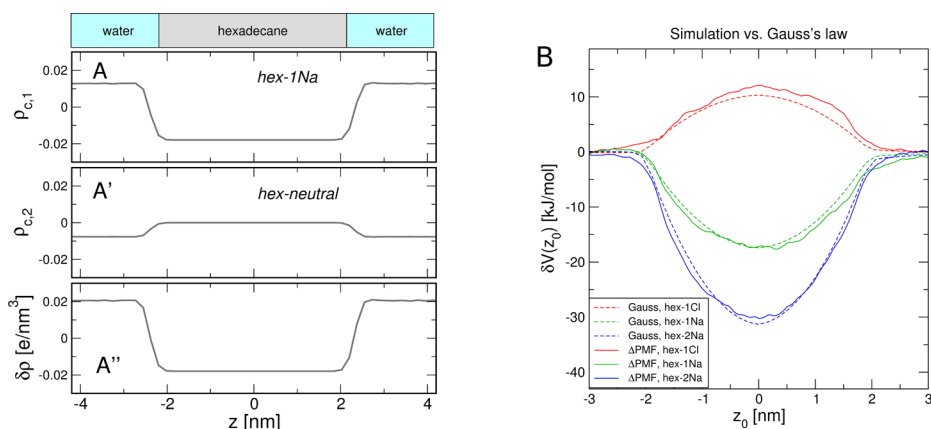 water hexadecane water
A
hex-1Na
0.02
0
-0.02
ρc,1
A'
hex-neutral
0.02
0
-0.02
ρc,2
0.02
0
-0.02
δρ [e/nm³]
A''
-4 -2 0 2 4
z [nm]
Simulation vs. Gauss's law
B
10
0
-10
-20
-30
-40
δV(z₀) [kJ/mol]
Gauss, hex-1Cl
Gauss, hex-1Na
Gauss, hex-2Na
ΔPMF, hex-1Cl
ΔPMF, hex-1Na
ΔPMF, hex-2Na
-3 -2 -1 0 1 2 3
z₀ [nm]